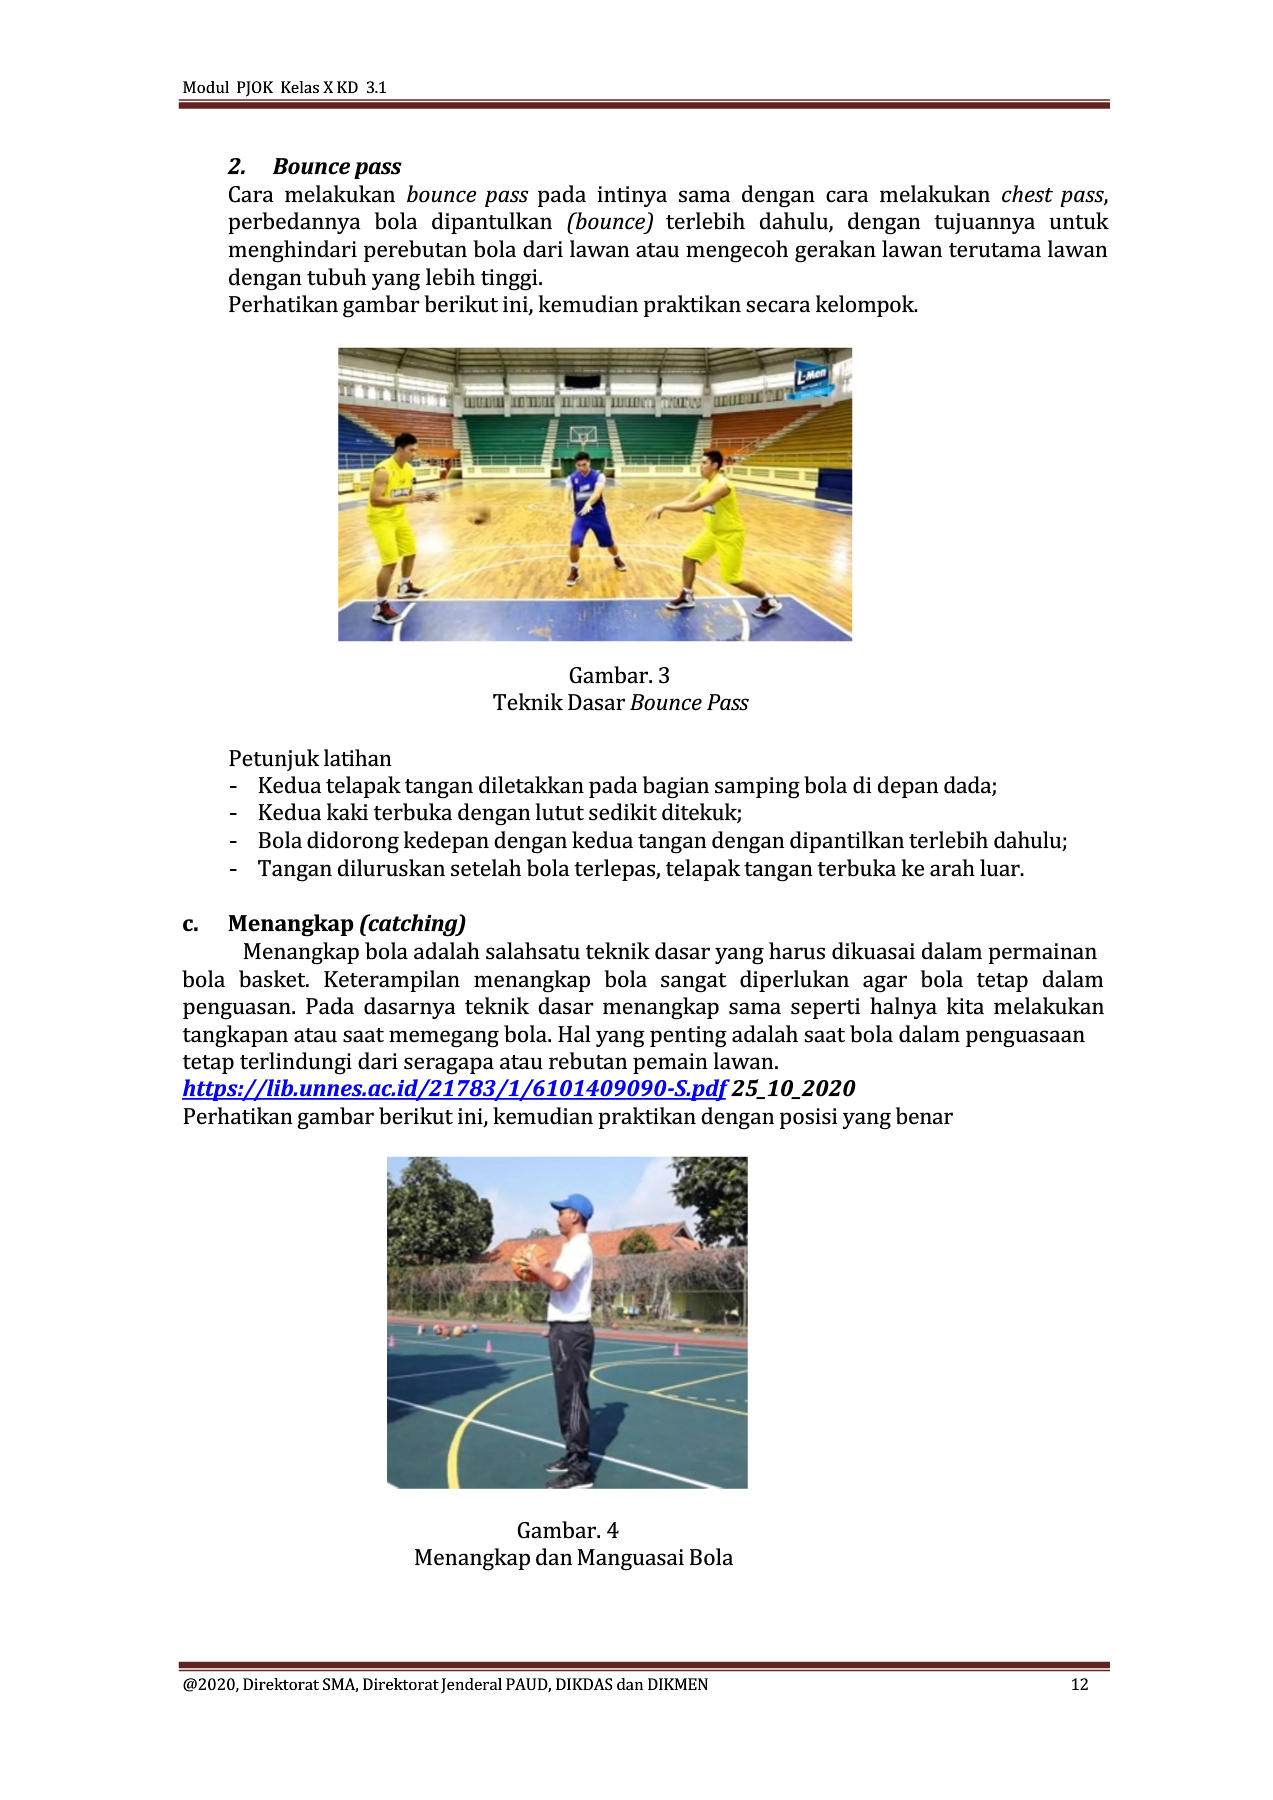 Modul PJOK Kelas X KD 3.1
2. Bounce pass
Cara melakukan bounce pass pada intinya sama dengan cara melakukan chest pass,
perbedannya bola dipantulkan (bounce) terlebih dahulu, dengan tujuannya untuk
menghindari perebutan bola dari lawan atau mengecoh gerakan lawan terutama lawan
dengan tubuh yang lebih tinggi.
Perhatikan gambar berikut ini, kemudian praktikan secara kelompok.
L-Men
Gambar. 3
Teknik Dasar Bounce Pass
Petunjuk latihan
- Kedua telapak tangan diletakkan pada bagian samping bola di depan dada;
- Kedua kaki terbuka dengan lutut sedikit ditekuk;
- Bola didorong kedepan dengan kedua tangan dengan dipantilkan terlebih dahulu;
- Tangan diluruskan setelah bola terlepas, telapak tangan terbuka ke arah luar.
c. Menangkap (catching)
Menangkap bola adalah salahsatu teknik dasar yang harus dikuasai dalam permainan
bola basket. Keterampilan menangkap bola sangat diperlukan agar bola tetap dalam
penguasan. Pada dasarnya teknik dasar menangkap sama seperti halnya kita melakukan
tangkapan atau saat memegang bola. Hal yang penting adalah saat bola dalam penguasaan
tetap terlindungi dari seragapa atau rebutan pemain lawan.
https://lib.unnes.ac.id/21783/1/6101409090-S.pdf 25_10_2020
Perhatikan gambar berikut ini, kemudian praktikan dengan posisi yang benar
Gambar. 4
Menangkap dan Manguasai Bola
@2020, Direktorat SMA, Direktorat Jenderal PAUD, DIKDAS dan DIKMEN 12